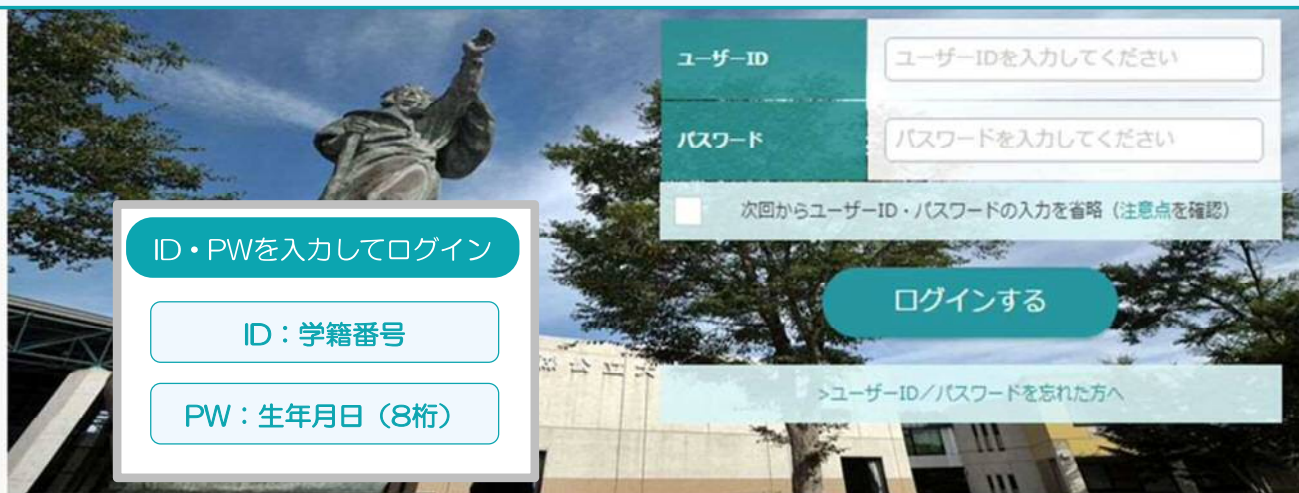 ユーザーID
ユーザーIDを入力してください
パスワード
パスワードを入力してください
次回からユーザーID・パスワードの入力を省略（注意点を確認）
ID・PWを入力してログイン
ID：学籍番号
PW：生年月日（8桁）
ログインする
>ユーザーID／パスワードを忘れた方へ